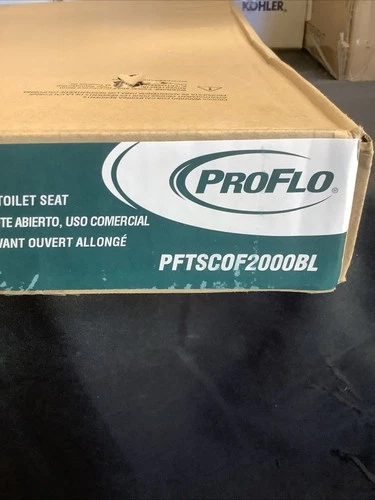 KOHLER
PROFLO®
TOILET SEAT
TE ABIERTO, USO COMERCIAL
VANT OUVERT ALLONGÉ
PFTSCOF2000BL